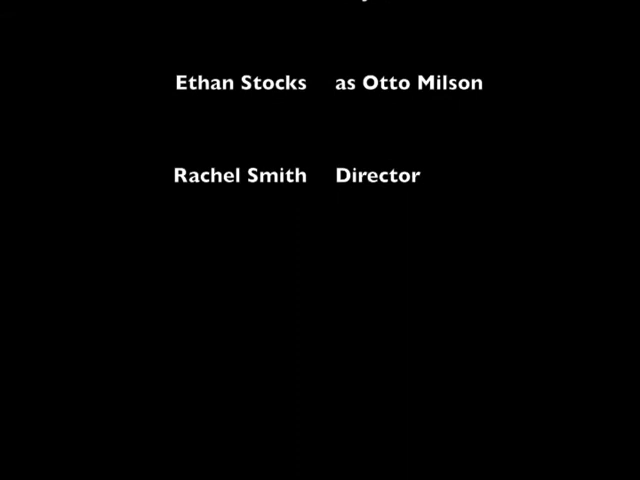 Ethan Stocks as Otto Milson
Rachel Smith Director